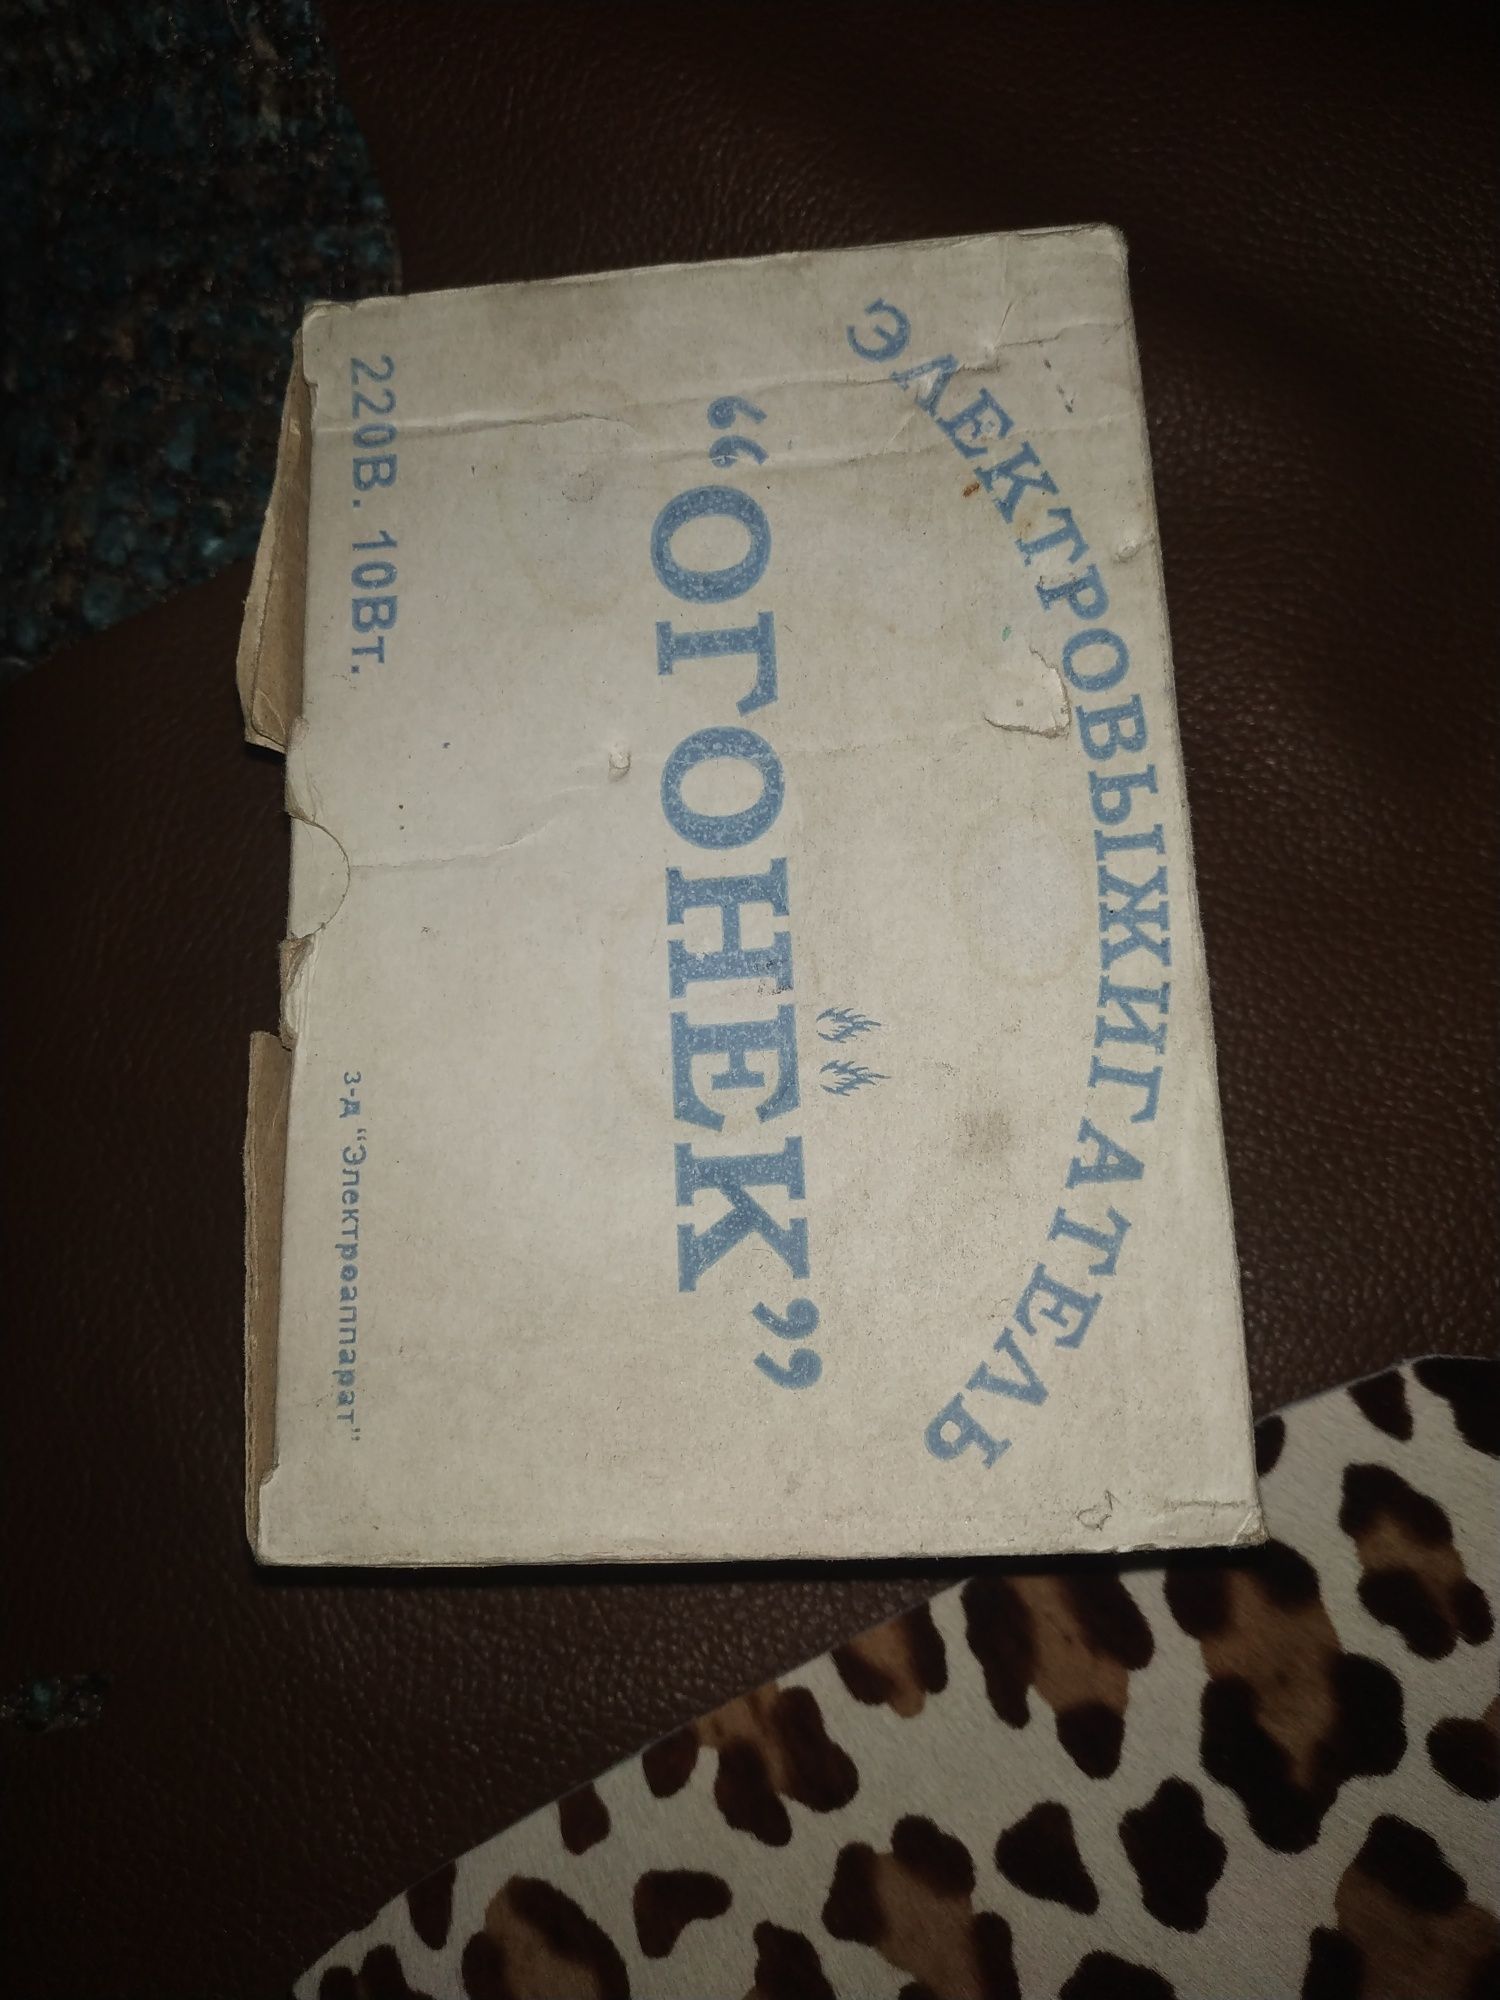 ЭЛЕКТРОВЫЖИГАТЕЛЬ
“ОГОНЁК”
220В. 10Вт.
з-д “Электроаппарат”